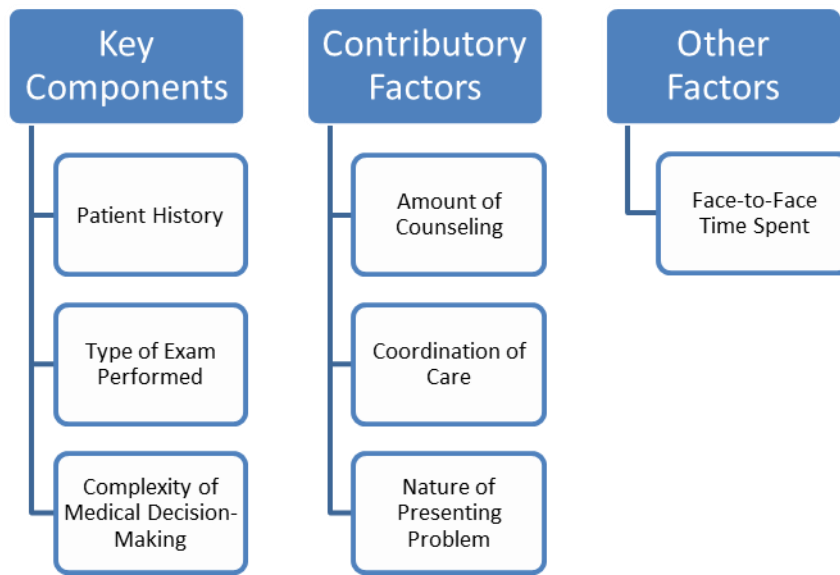 Key
Components
Patient History
Type of Exam
Performed
Complexity of
Medical Decision-
Making
Contributory
Factors
Amount of
Counseling
Coordination of
Care
Nature of
Presenting
Problem
Other
Factors
Face-to-Face
Time Spent